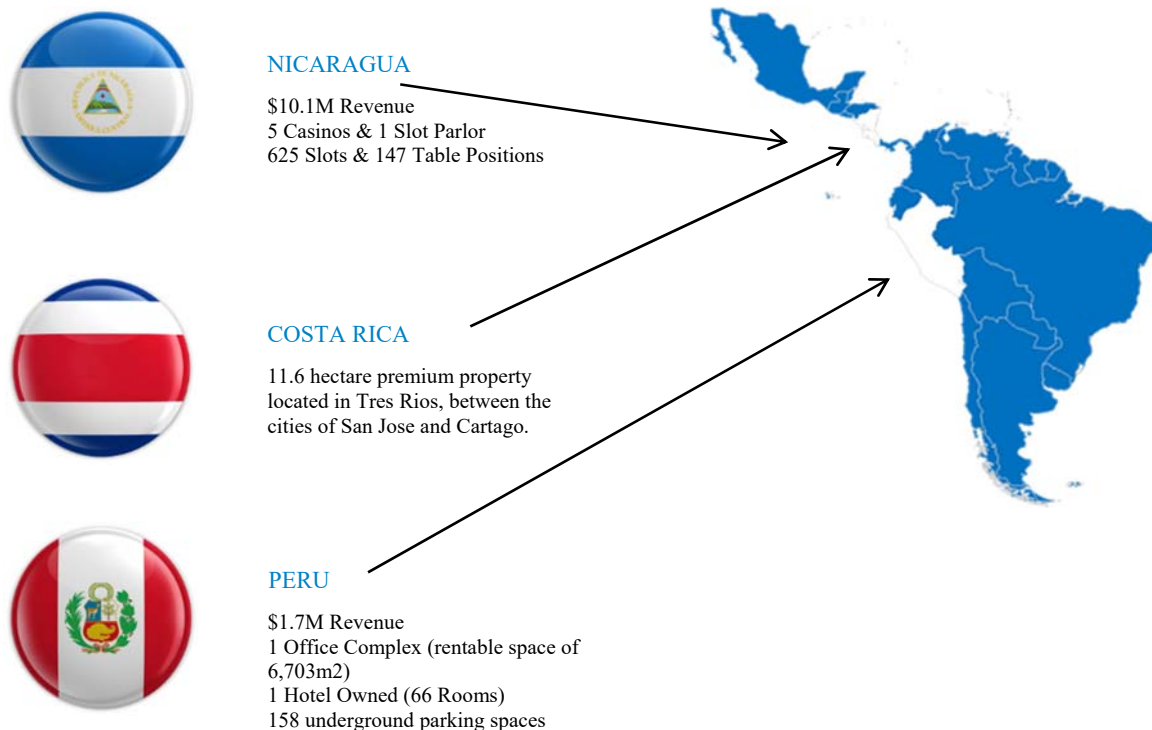 NICARAGUA
$10.1M Revenue
5 Casinos & 1 Slot Parlor
625 Slots & 147 Table Positions
COSTA RICA
11.6 hectare premium property
located in Tres Rios, between the
cities of San Jose and Cartago.
PERU
$1.7M Revenue
1 Office Complex (rentable space of
6,703m2)
1 Hotel Owned (66 Rooms)
158 underground parking spaces